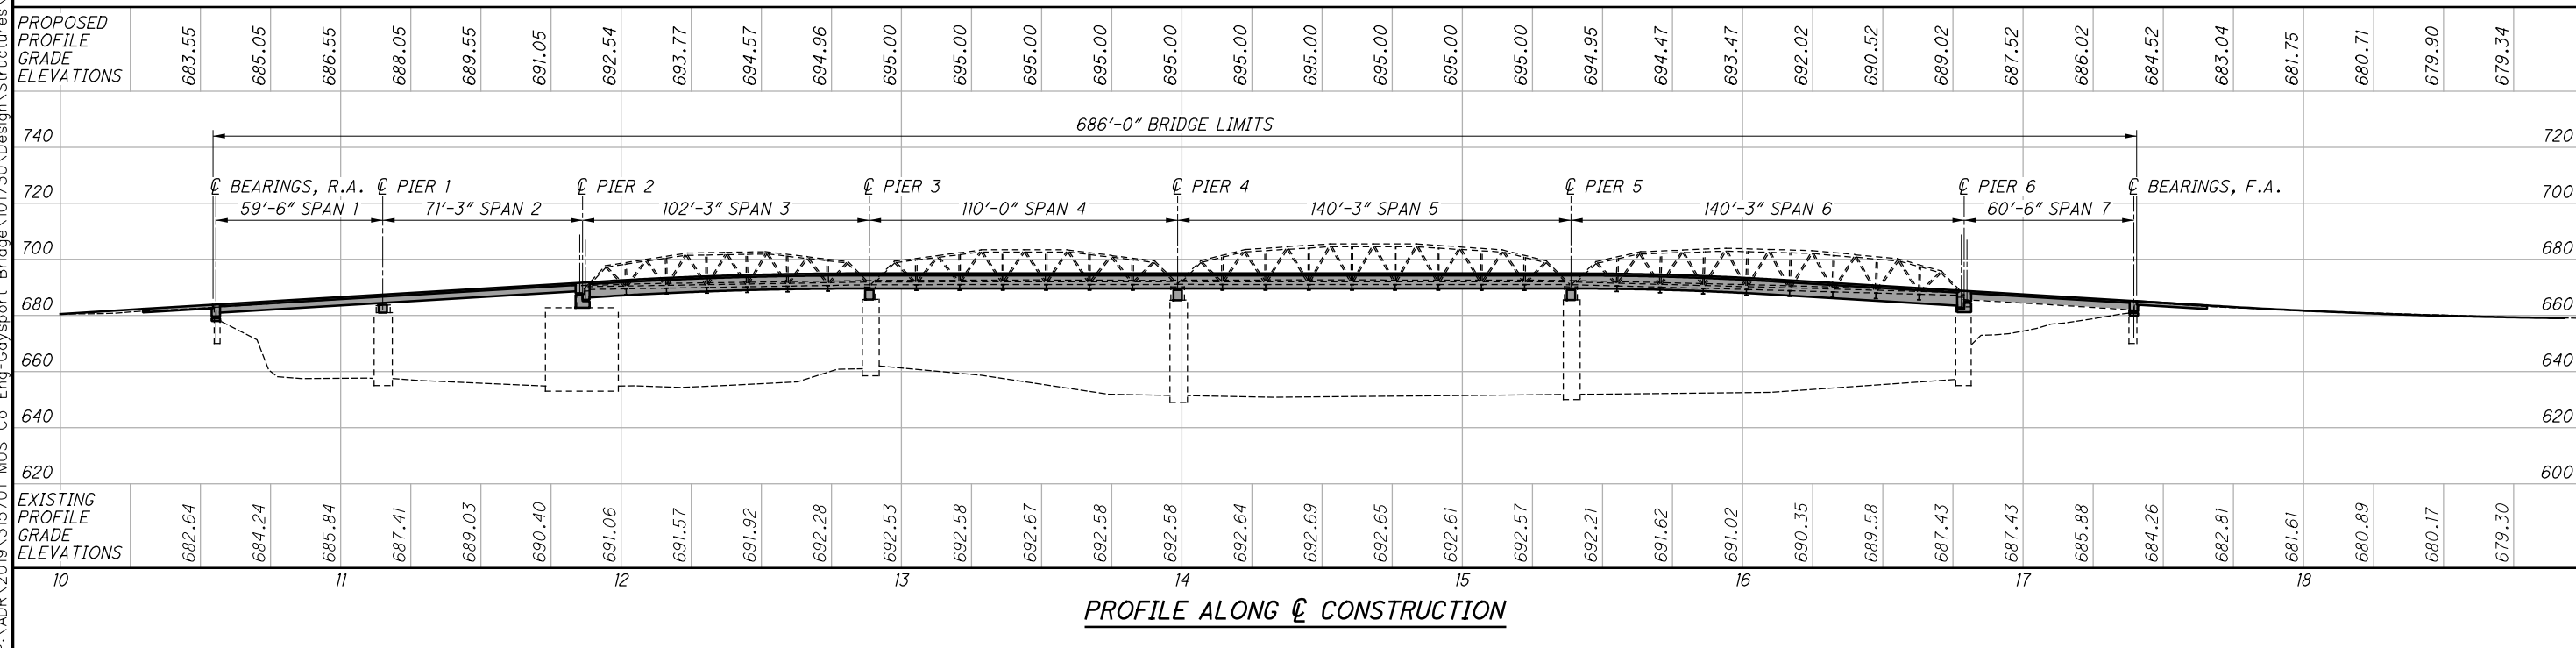 PROPOSED
PROFILE
GRADE
ELEVATIONS
683.55 685.05 686.55 688.05 689.55 691.05 692.54 693.77 694.57 694.96 695.00 695.00 695.00 695.00 695.00 695.00 695.00 695.00 695.00 695.00 694.95 694.47 693.47 692.02 690.52 689.02 687.52 686.02 684.52 683.04 681.75 680.71 679.90 679.34
686'-0" BRIDGE LIMITS
740 720
℄ BEARINGS, R.A. ℄ PIER 1 ℄ PIER 2 ℄ PIER 3 ℄ PIER 4 ℄ PIER 5 ℄ PIER 6 ℄ BEARINGS, F.A.
720 700
59'-6" SPAN 1 71'-3" SPAN 2 102'-3" SPAN 3 110'-0" SPAN 4 140'-3" SPAN 5 140'-3" SPAN 6 60'-6" SPAN 7
700 680
680 660
660 640
640 620
620 600
EXISTING
PROFILE
GRADE
ELEVATIONS
682.64 684.24 685.84 687.41 689.03 690.40 691.06 691.57 691.92 692.28 692.53 692.58 692.67 692.58 692.58 692.64 692.69 692.65 692.61 692.57 692.21 691.62 691.02 690.35 689.58 687.43 687.43 685.88 684.26 682.81 681.61 680.89 680.17 679.30
10 11 12 13 14 15 16 17 18
PROFILE ALONG ℄ CONSTRUCTION